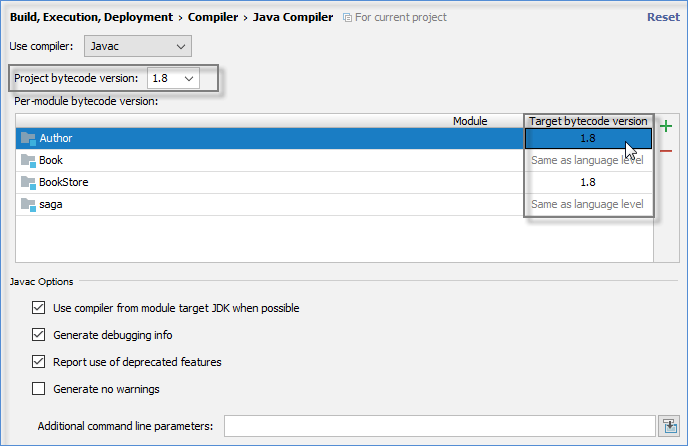 Build, Execution, Deployment › Compiler › Java Compiler For current project Reset
Use compiler: Javac
Project bytecode version: 1.8
Per-module bytecode version:
Module Target bytecode version
Author 1.8
Book Same as language level
BookStore 1.8
saga Same as language level
Javac Options
Use compiler from module target JDK when possible
Generate debugging info
Report use of deprecated features
Generate no warnings
Additional command line parameters: